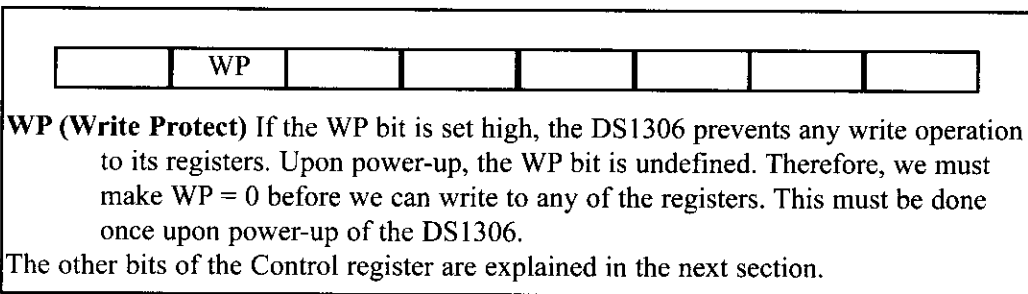 WP
WP (Write Protect) If the WP bit is set high, the DS1306 prevents any write operation
to its registers. Upon power-up, the WP bit is undefined. Therefore, we must
make WP = 0 before we can write to any of the registers. This must be done
once upon power-up of the DS1306.
The other bits of the Control register are explained in the next section.